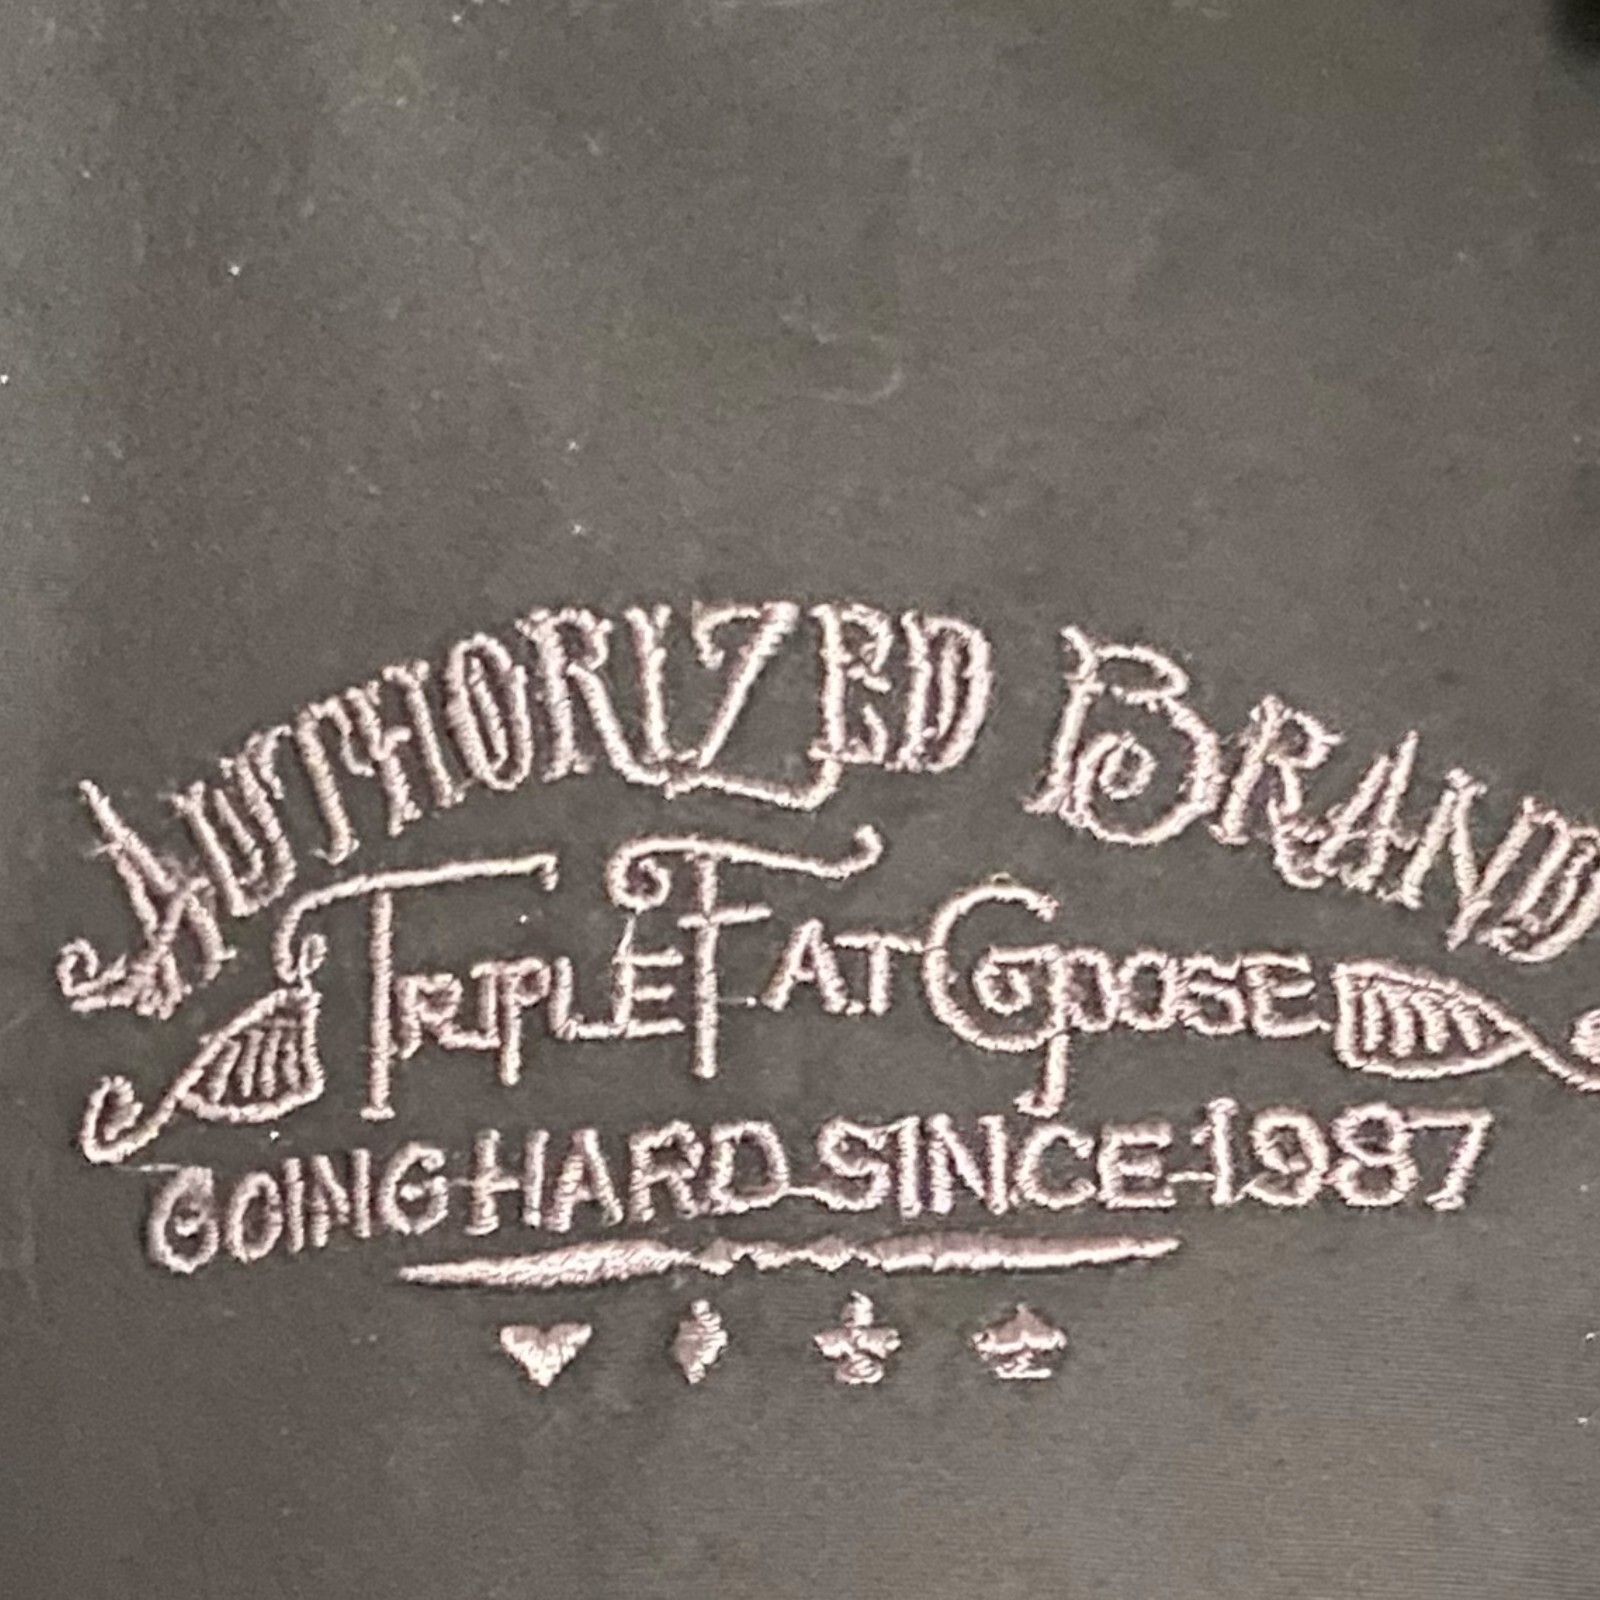 AUTHORIZED BRAND
TRIPLE FAT GOOSE
GOING HARD SINCE 1987